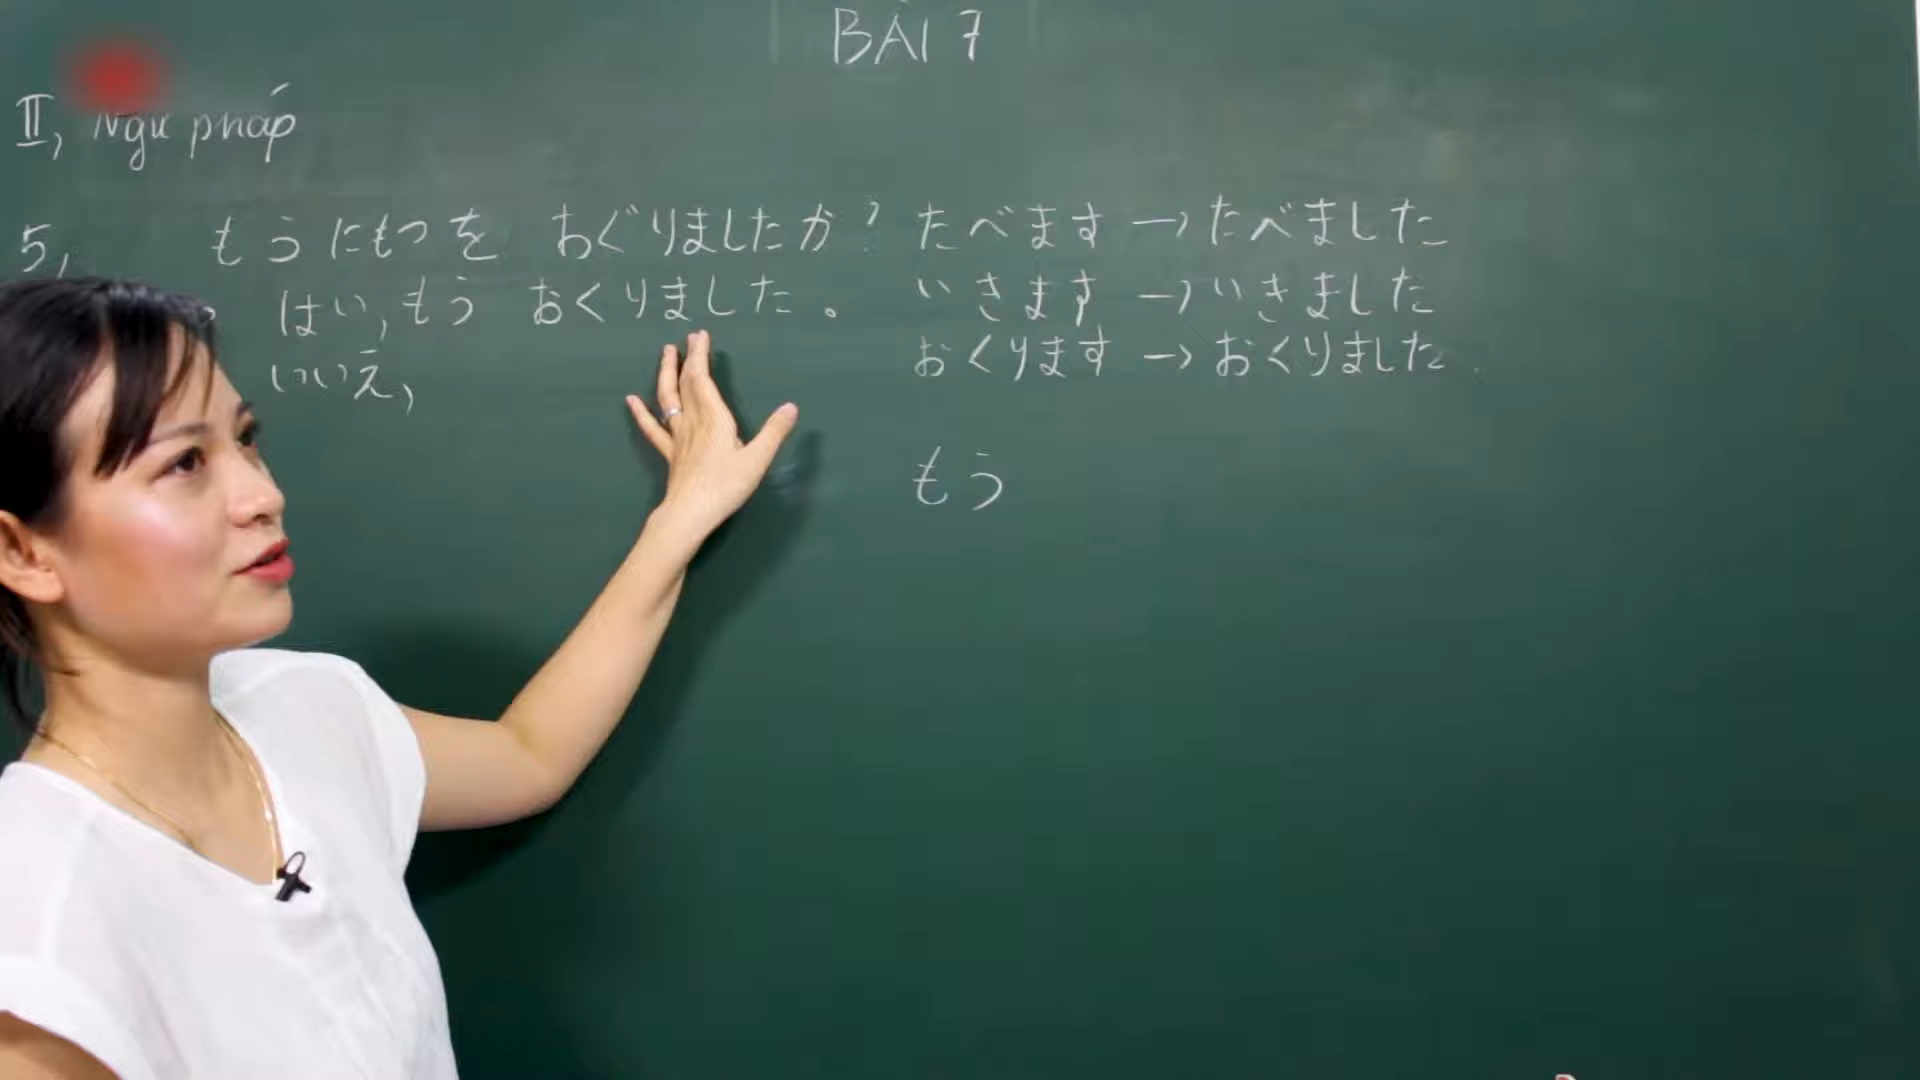 BÀI 7
II, Ngữ pháp
5, もうにもつを おくりましたか?
はい, もう おくりました。
いいえ,
たべます → たべました
いきます → いきました
おくります → おくりました
もう